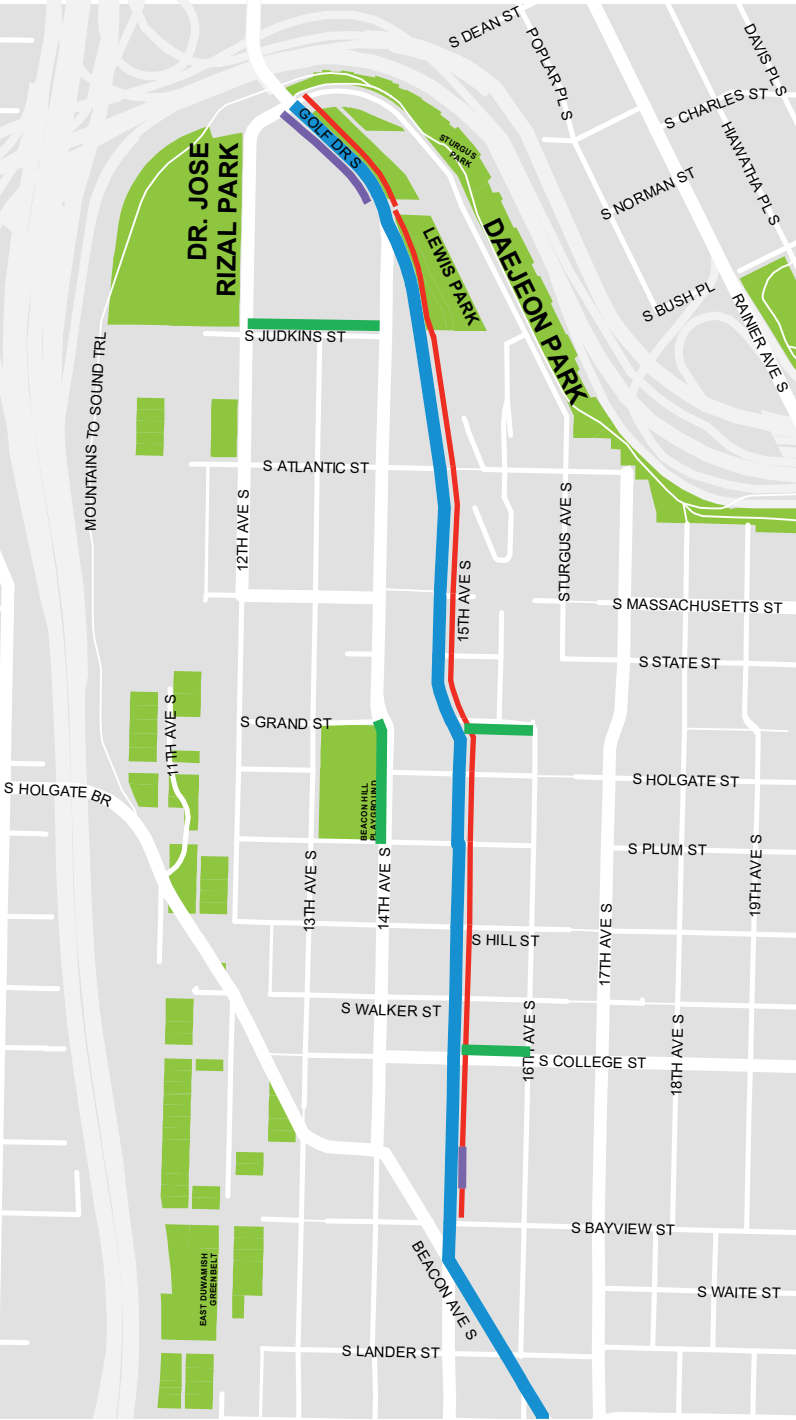 S DEAN ST
POPLAR PL S
DAVIS PL S
S CHARLES ST
HIAWATHA PL S
GOLF DR S
STURGUS
PARK
DR. JOSE
RIZAL PARK
S NORMAN ST
LEWIS PARK
DAEJEON PARK
S BUSH PL
RAINIER AVE S
S JUDKINS ST
MOUNTAINS TO SOUND TRL
S ATLANTIC ST
12TH AVE S
STURGUS AVE S
15TH AVE S
S MASSACHUSETTS ST
S STATE ST
11TH AVE S
S GRAND ST
S HOLGATE BR
BEACON HILL
PLAYGROUND
S HOLGATE ST
S PLUM ST
13TH AVE S
14TH AVE S
19TH AVE S
S HILL ST
17TH AVE S
S WALKER ST
16TH AVE S
18TH AVE S
S COLLEGE ST
S BAYVIEW ST
EAST DUWAMISH
GREENBELT
BEACON AVE S
S WAITE ST
S LANDER ST